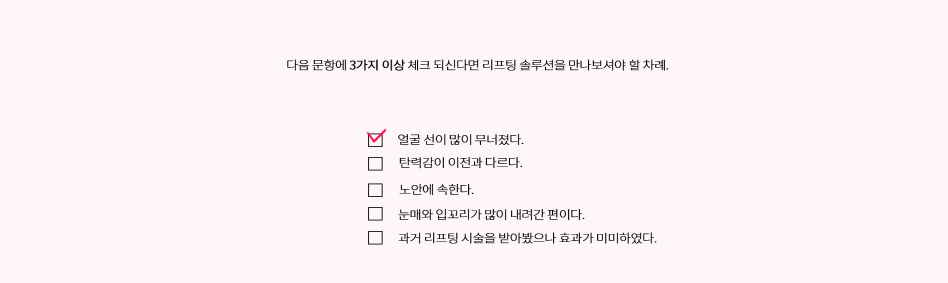 다음 문항에 3가지 이상 체크 되신다면 리프팅 솔루션을 만나보셔야 할 차례.
얼굴 선이 많이 무너졌다.
탄력감이 이전과 다르다.
노안에 속한다.
눈매와 입꼬리가 많이 내려간 편이다.
과거 리프팅 시술을 받아봤으나 효과가 미미하였다.